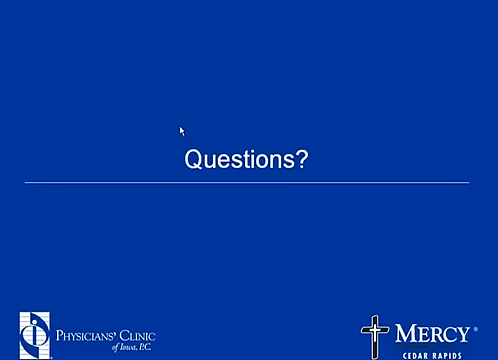 Questions?
PHYSICIANS' CLINIC
of Iowa, P.C.
MERCY®
CEDAR RAPIDS